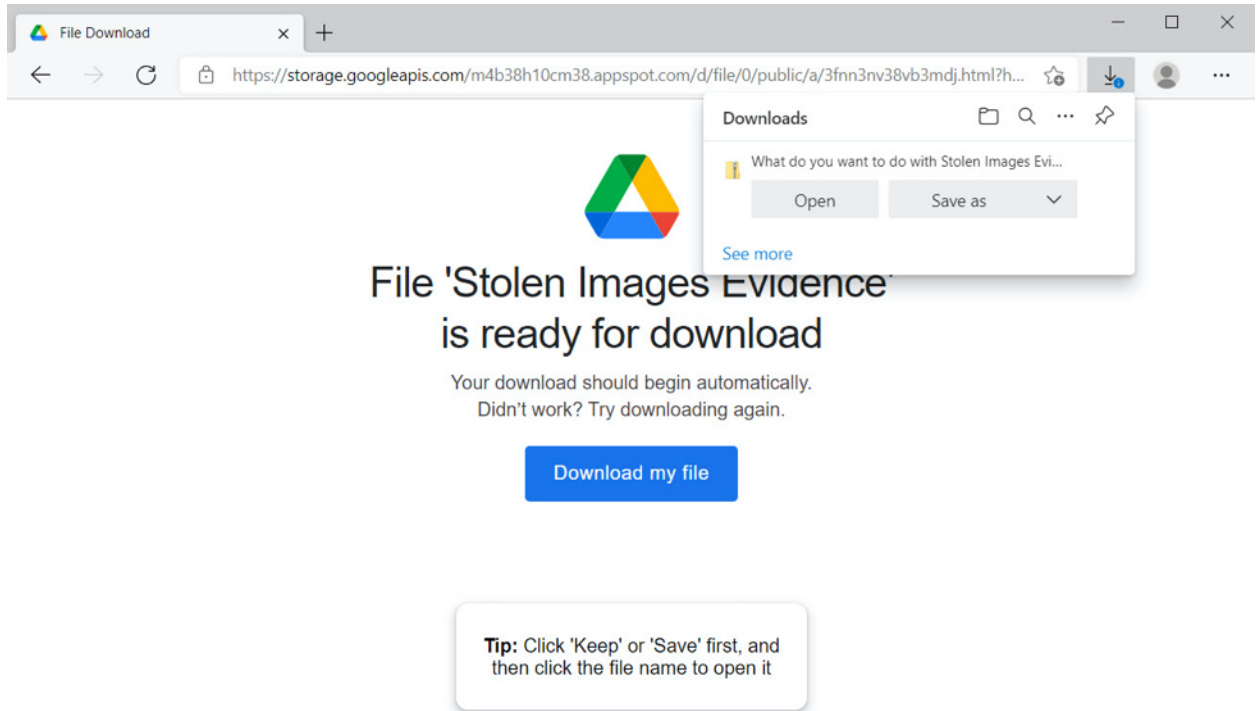 File Download
https://storage.googleapis.com/m4b38h10cm38.appspot.com/d/file/0/public/a/3fnn3nv38vb3mdj.html?h...
Downloads
What do you want to do with Stolen Images Evi...
Open Save as
See more
File 'Stolen Images Evidence'
is ready for download
Your download should begin automatically.
Didn't work? Try downloading again.
Download my file
Tip: Click 'Keep' or 'Save' first, and
then click the file name to open it